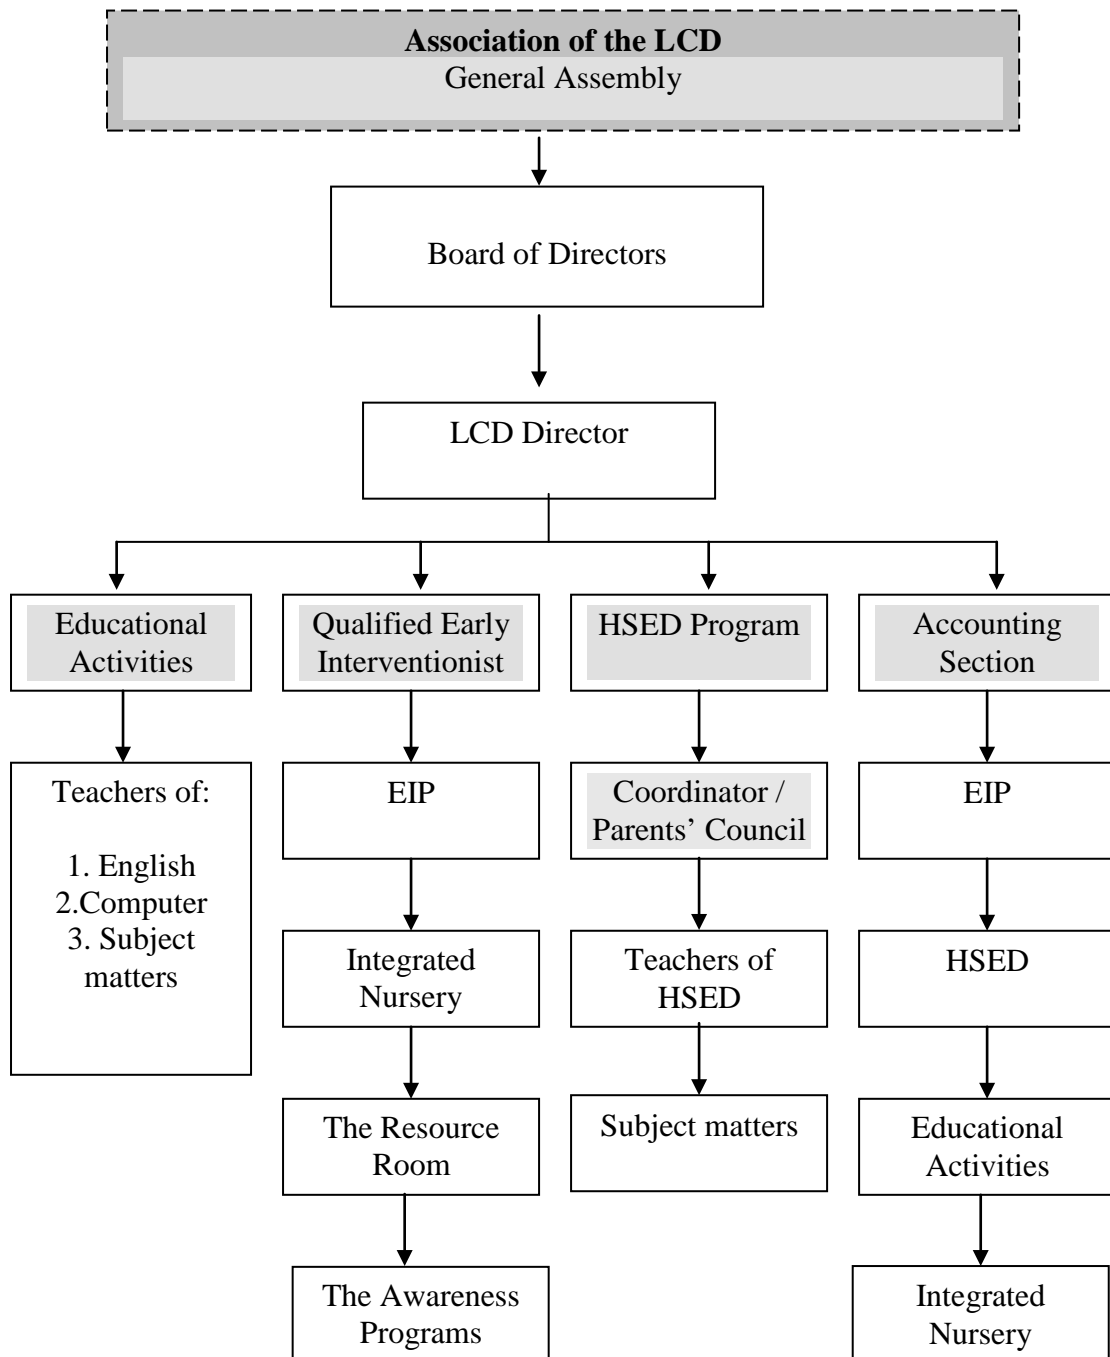 Association of the LCD
General Assembly
Board of Directors
LCD Director
Educational
Activities
Qualified Early
Interventionist
HSED Program
Accounting
Section
Teachers of:
1. English
2.Computer
3. Subject
matters
EIP
Coordinator /
Parents’ Council
EIP
Integrated
Nursery
Teachers of
HSED
HSED
The Resource
Room
Subject matters
Educational
Activities
The Awareness
Programs
Integrated
Nursery